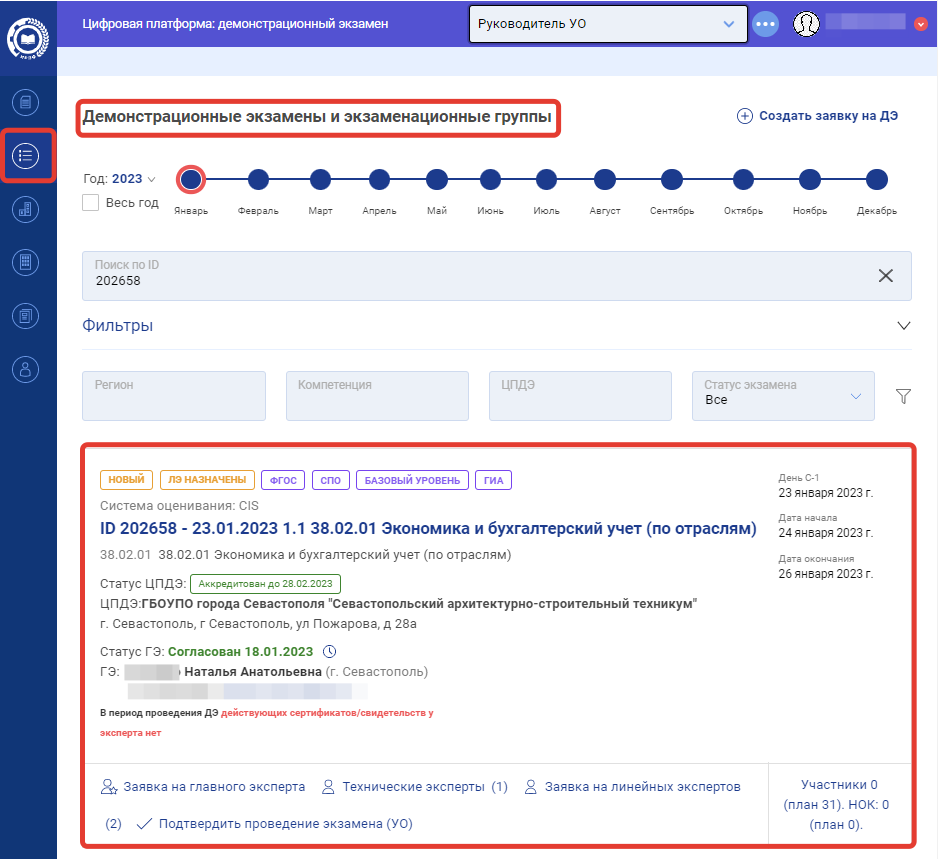 Цифровая платформа: демонстрационный экзамен
Руководитель УО
Демонстрационные экзамены и экзаменационные группы
Создать заявку на ДЭ
Год: 2023
Весь год
Январь Февраль Март Апрель Май Июнь Июль Август Сентябрь Октябрь Ноябрь Декабрь
Поиск по ID
202658
Фильтры
Регион Компетенция ЦПДЭ Статус экзамена
Все
НОВЫЙ ЛЭ НАЗНАЧЕНЫ ФГОС СПО БАЗОВЫЙ УРОВЕНЬ ГИА
Система оценивания: CIS
ID 202658 - 23.01.2023 1.1 38.02.01 Экономика и бухгалтерский учет (по отраслям)
38.02.01 38.02.01 Экономика и бухгалтерский учет (по отраслям)
День С-1
23 января 2023 г.
Дата начала
24 января 2023 г.
Дата окончания
26 января 2023 г.
Статус ЦПДЭ: Аккредитован до 28.02.2023
ЦПДЭ:ГБОУПО города Севастополя "Севастопольский архитектурно-строительный техникум"
г. Севастополь, г Севастополь, ул Пожарова, д 28а
Статус ГЭ: Согласован 18.01.2023
ГЭ: Наталья Анатольевна (г. Севастополь)
В период проведения ДЭ действующих сертификатов/свидетельств у
эксперта нет
Заявка на главного эксперта Технические эксперты (1) Заявка на линейных экспертов
(2) Подтвердить проведение экзамена (УО)
Участники 0
(план 31). НОК: 0
(план 0).